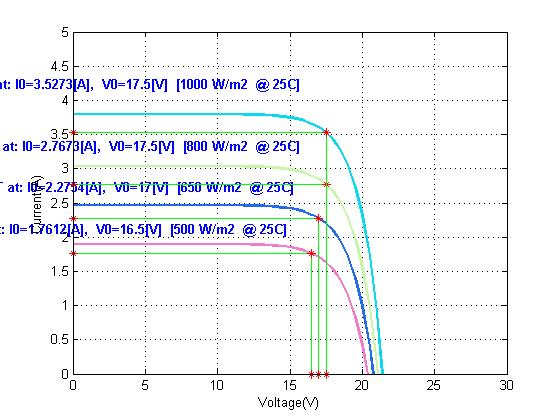 5
4.5
at: I0=3.5273[A], V0=17.5[V] [1000 W/m2 @ 25C]
4
3.5
at: I0=2.7673[A], V0=17.5[V] [800 W/m2 @ 25C]
3
T at: I0=2.2754[A], V0=17[V] [650 W/m2 @ 25C]
Current(A)
2.5
at: I0=1.7612[A], V0=16.5[V] [500 W/m2 @ 25C]
2
1.5
1
0.5
0
0 5 10 15 20 25 30
Voltage(V)